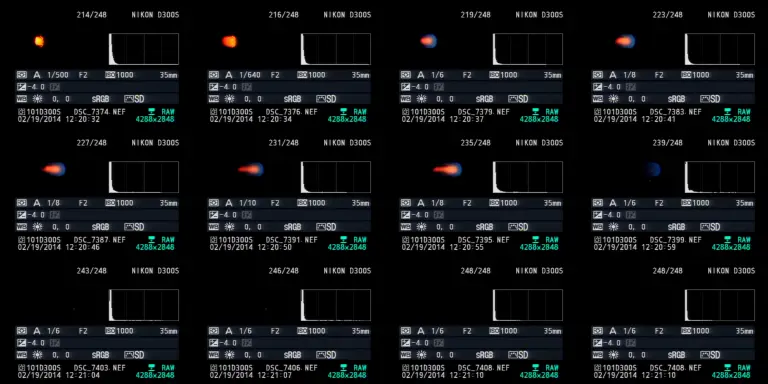 214/248 NIKON D300S
A 1/500 F2 ISO 1000 35mm
-4.0
WB 0, 0 sRGB SD
101D300S DSC_7374.NEF RAW
02/19/2014 12:20:32 4288x2848
216/248 NIKON D300S
A 1/640 F2 ISO 1000 35mm
-4.0
WB 0, 0 sRGB SD
101D300S DSC_7376.NEF RAW
02/19/2014 12:20:34 4288x2848
219/248 NIKON D300S
A 1/6 F2 ISO 1000 35mm
-4.0
WB 0, 0 sRGB SD
101D300S DSC_7379.NEF RAW
02/19/2014 12:20:37 4288x2848
223/248 NIKON D300S
A 1/8 F2 ISO 1000 35mm
-4.0
WB 0, 0 sRGB SD
101D300S DSC_7383.NEF RAW
02/19/2014 12:20:41 4288x2848
227/248 NIKON D300S
A 1/8 F2 ISO 1000 35mm
-4.0
WB 0, 0 sRGB SD
101D300S DSC_7387.NEF RAW
02/19/2014 12:20:46 4288x2848
231/248 NIKON D300S
A 1/10 F2 ISO 1000 35mm
-4.0
WB 0, 0 sRGB SD
101D300S DSC_7391.NEF RAW
02/19/2014 12:20:50 4288x2848
235/248 NIKON D300S
A 1/8 F2 ISO 1000 35mm
-4.0
WB 0, 0 sRGB SD
101D300S DSC_7395.NEF RAW
02/19/2014 12:20:55 4288x2848
239/248 NIKON D300S
A 1/6 F2 ISO 1000 35mm
-4.0
WB 0, 0 sRGB SD
101D300S DSC_7399.NEF RAW
02/19/2014 12:20:59 4288x2848
243/248 NIKON D300S
A 1/6 F2 ISO 1000 35mm
-4.0
WB 0, 0 sRGB SD
101D300S DSC_7403.NEF RAW
02/19/2014 12:21:04 4288x2848
246/248 NIKON D300S
A 1/6 F2 ISO 1000 35mm
-4.0
WB 0, 0 sRGB SD
101D300S DSC_7406.NEF RAW
02/19/2014 12:21:07 4288x2848
248/248 NIKON D300S
A 1/6 F2 ISO 1000 35mm
-4.0
WB 0, 0 sRGB SD
101D300S DSC_7408.NEF RAW
02/19/2014 12:21:10 4288x2848
248/248 NIKON D300S
A 1/6 F2 ISO 1000 35mm
-4.0
WB 0, 0 sRGB SD
101D300S DSC_7408.NEF RAW
02/19/2014 12:21:10 4288x2848